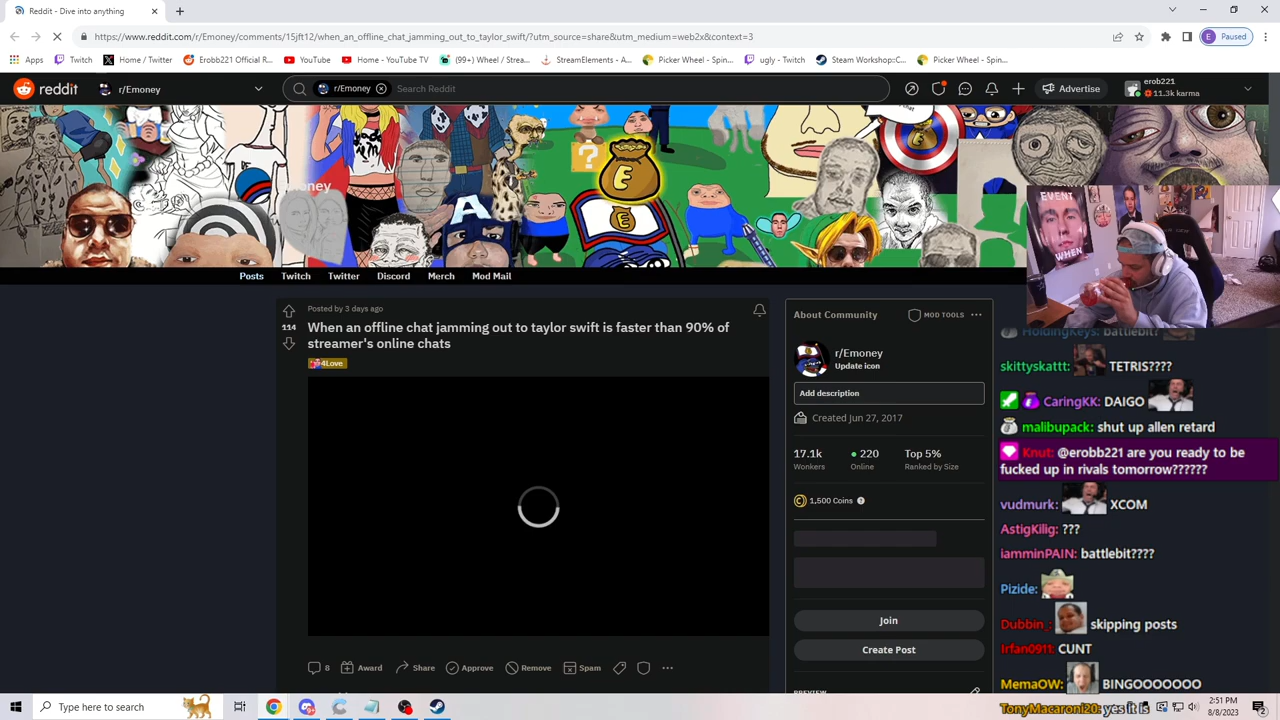 Reddit - Dive into anything
https://www.reddit.com/r/Emoney/comments/15jft12/when_an_offline_chat_jamming_out_to_taylor_swift/?utm_source=share&utm_medium=web2x&context=3
Paused
Apps
Twitch
Home / Twitter
Erobb221 Official R...
YouTube
Home - YouTube TV
(99+) Wheel / Strea...
StreamElements - A...
Picker Wheel - Spin...
ugly - Twitch
Steam Workshop::C...
Picker Wheel - Spin...
reddit
r/Emoney
r/Emoney
Search Reddit
Advertise
erob221
11.3k karma
Posts
Twitch
Twitter
Discord
Merch
Mod Mail
Posted by 3 days ago
114
When an offline chat jamming out to taylor swift is faster than 90% of
streamer's online chats
4Love
8
Award
Share
Approve
Remove
Spam
About Community
MOD TOOLS
r/Emoney
Update icon
Add description
Created Jun 27, 2017
17.1k
220
Top 5%
Wonkers
Online
Ranked by Size
1,500 Coins
Join
Create Post
EVENT
WHEN
HoldingKeys: battlebit?
skittyskattt: TETRIS????
CaringKK: DAIGO
malibupack: shut up allen retard
Knut: @erobb221 are you ready to be
fucked up in rivals tomorrow??????
vudmurk: XCOM
AstigKilig: ???
iamminPAIN: battlebit????
Pizide:
Dubbin_: skipping posts
Irfan0911: CUNT
MemaOW: BINGOOOOOOO
TonyMacaroni20: yes it is
Type here to search
2:51 PM
8/8/2023